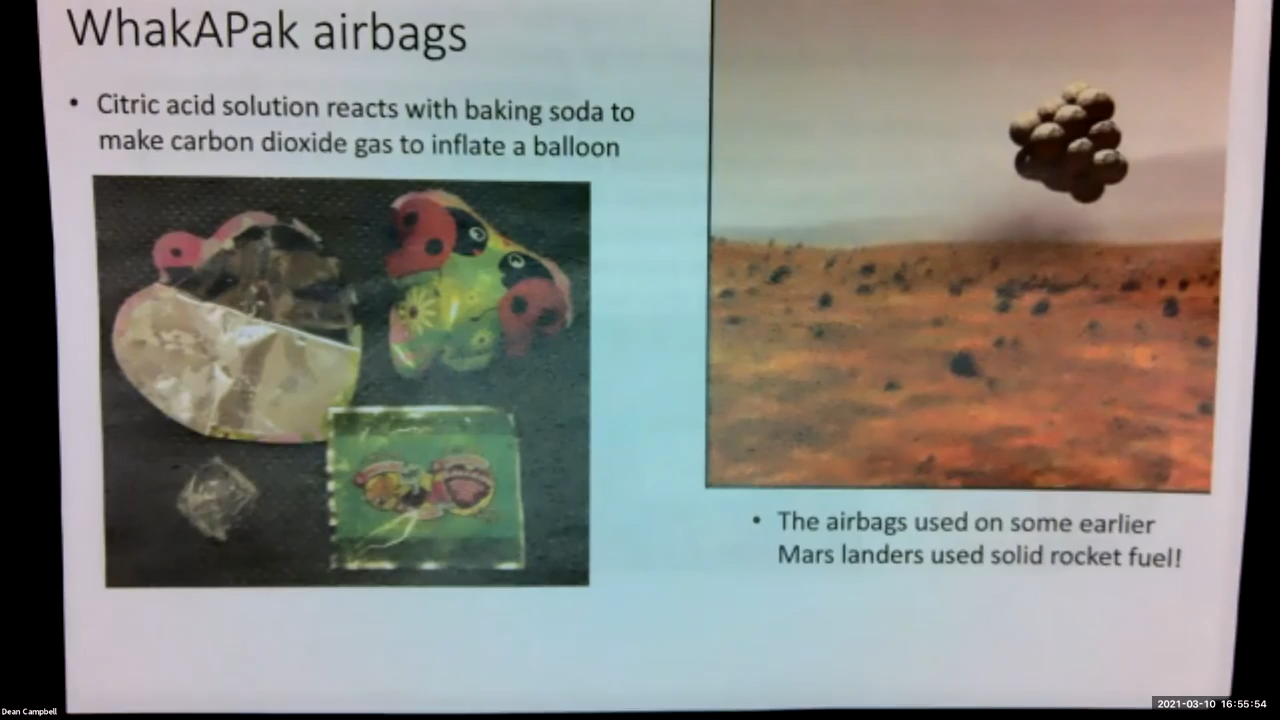 WhakAPak airbags
• Citric acid solution reacts with baking soda to
make carbon dioxide gas to inflate a balloon
• The airbags used on some earlier
Mars landers used solid rocket fuel!
Dean Campbell
2021-03-10 16:55:54